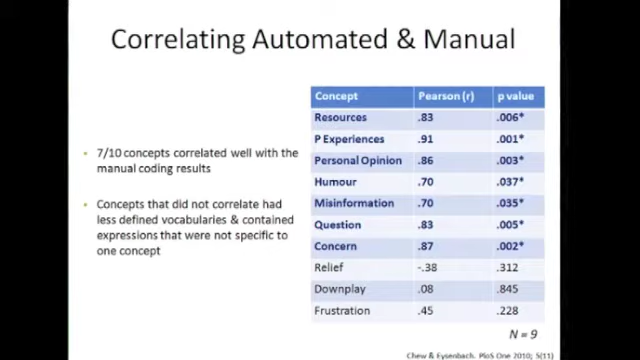 Correlating Automated & Manual
7/10 concepts correlated well with the
manual coding results
Concepts that did not correlate had
less defined vocabularies & contained
expressions that were not specific to
one concept
Concept Pearson (r) p value
Resources .83 .006*
P Experiences .91 .001*
Personal Opinion .86 .003*
Humour .70 .037*
Misinformation .70 .035*
Question .83 .005*
Concern .87 .002*
Relief -.38 .312
Downplay .08 .845
Frustration .45 .228
N = 9
Chew & Eysenbach. PloS One 2010; 5(11)